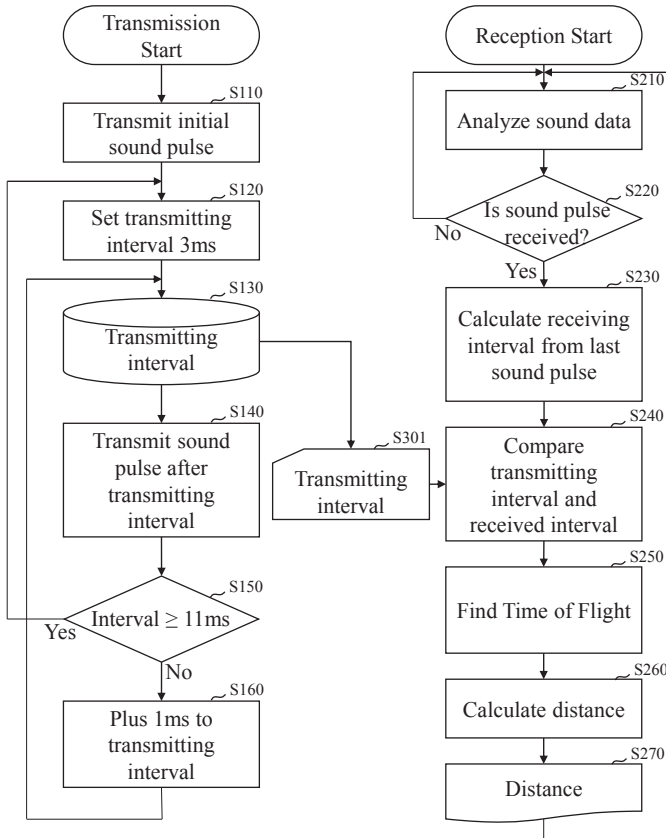 Transmission
Start
S110
Transmit initial
sound pulse
S120
Set transmitting
interval 3ms
S130
Transmitting
interval
S140
Transmit sound
pulse after
transmitting
interval
S150
Interval ≥ 11ms
Yes
No
S160
Plus 1ms to
transmitting
interval
S301
Transmitting
interval
Reception Start
S210
Analyze sound data
S220
Is sound pulse
received?
No
Yes
S230
Calculate receiving
interval from last
sound pulse
S240
Compare
transmitting
interval and
received interval
S250
Find Time of Flight
S260
Calculate distance
S270
Distance